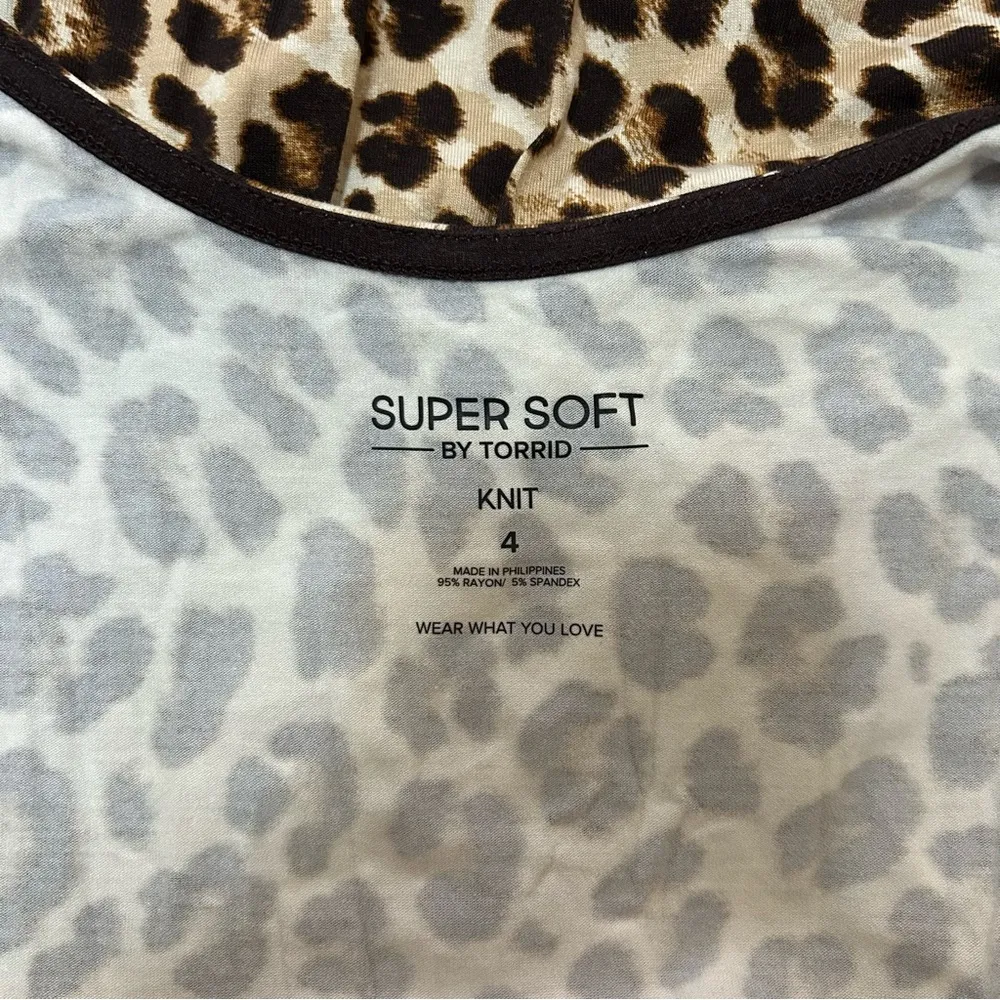 SUPER SOFT
BY TORRID
KNIT
4
MADE IN PHILIPPINES
95% RAYON/ 5% SPANDEX
WEAR WHAT YOU LOVE